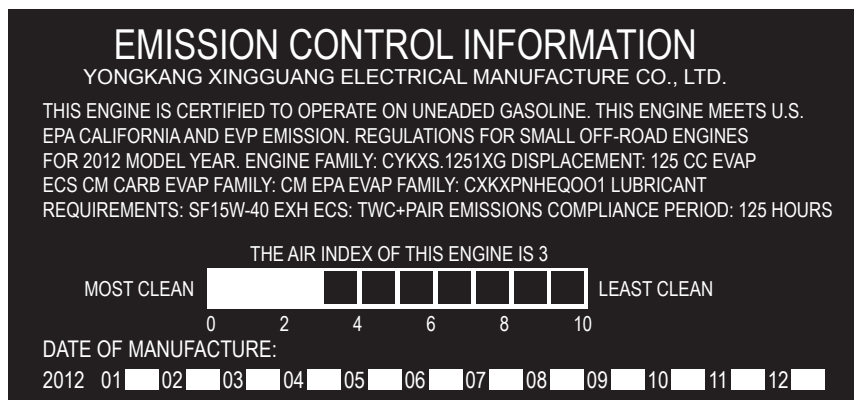 EMISSION CONTROL INFORMATION
YONGKANG XINGGUANG ELECTRICAL MANUFACTURE CO., LTD.
THIS ENGINE IS CERTIFIED TO OPERATE ON UNEADED GASOLINE. THIS ENGINE MEETS U.S.
EPA CALIFORNIA AND EVP EMISSION. REGULATIONS FOR SMALL OFF-ROAD ENGINES
FOR 2012 MODEL YEAR. ENGINE FAMILY: CYKXS.1251XG DISPLACEMENT: 125 CC EVAP
ECS CM CARB EVAP FAMILY: CM EPA EVAP FAMILY: CXKXPNHEQOO1 LUBRICANT
REQUIREMENTS: SF15W-40 EXH ECS: TWC+PAIR EMISSIONS COMPLIANCE PERIOD: 125 HOURS
THE AIR INDEX OF THIS ENGINE IS 3
MOST CLEAN LEAST CLEAN
0 2 4 6 8 10
DATE OF MANUFACTURE:
2012 01 02 03 04 05 06 07 08 09 10 11 12